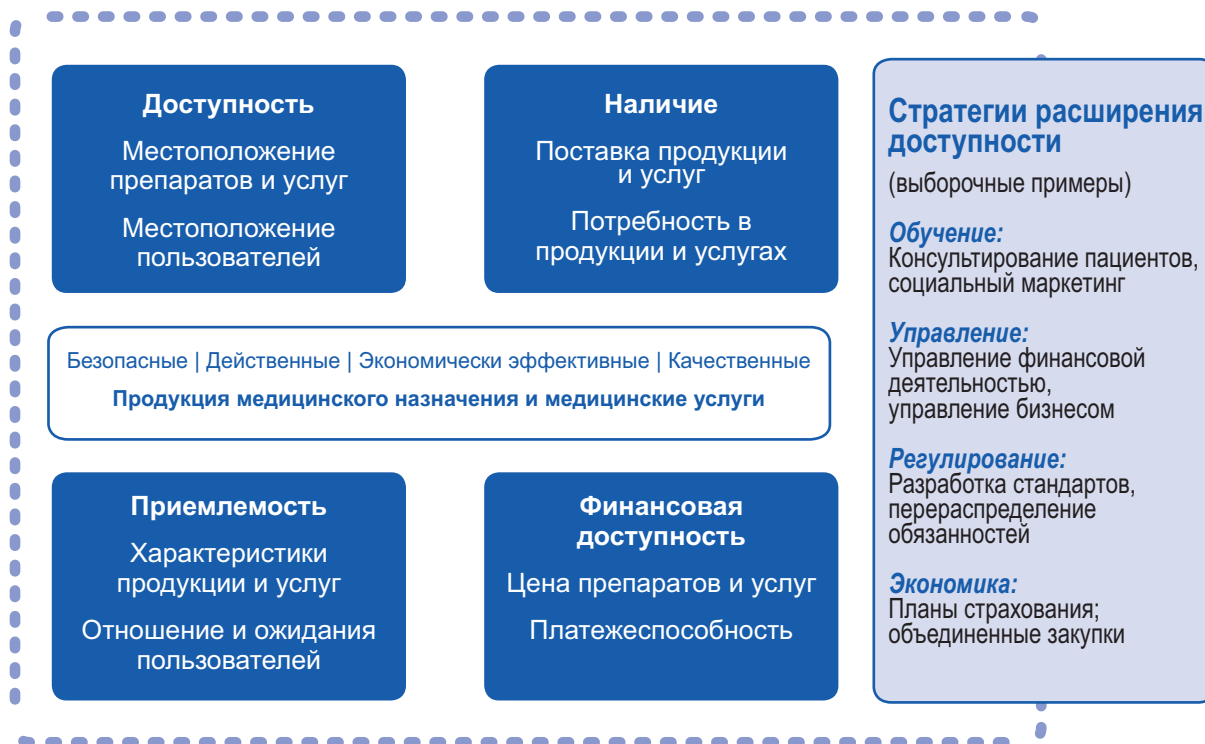 Доступность
Местоположение
препаратов и услуг
Местоположение
пользователей
Наличие
Поставка продукции
и услуг
Потребность в
продукции и услугах
Безопасные | Действенные | Экономически эффективные | Качественные
Продукция медицинского назначения и медицинские услуги
Приемлемость
Характеристики
продукции и услуг
Отношение и ожидания
пользователей
Финансовая
доступность
Цена препаратов и услуг
Платежеспособность
Стратегии расширения
доступности
(выборочные примеры)
Обучение:
Консультирование пациентов,
социальный маркетинг
Управление:
Управление финансовой
деятельностью,
управление бизнесом
Регулирование:
Разработка стандартов,
перераспределение
обязанностей
Экономика:
Планы страхования;
объединенные закупки